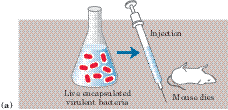 Injection
Live encapsulated
virulent bacteria
Mouse dies
(a)